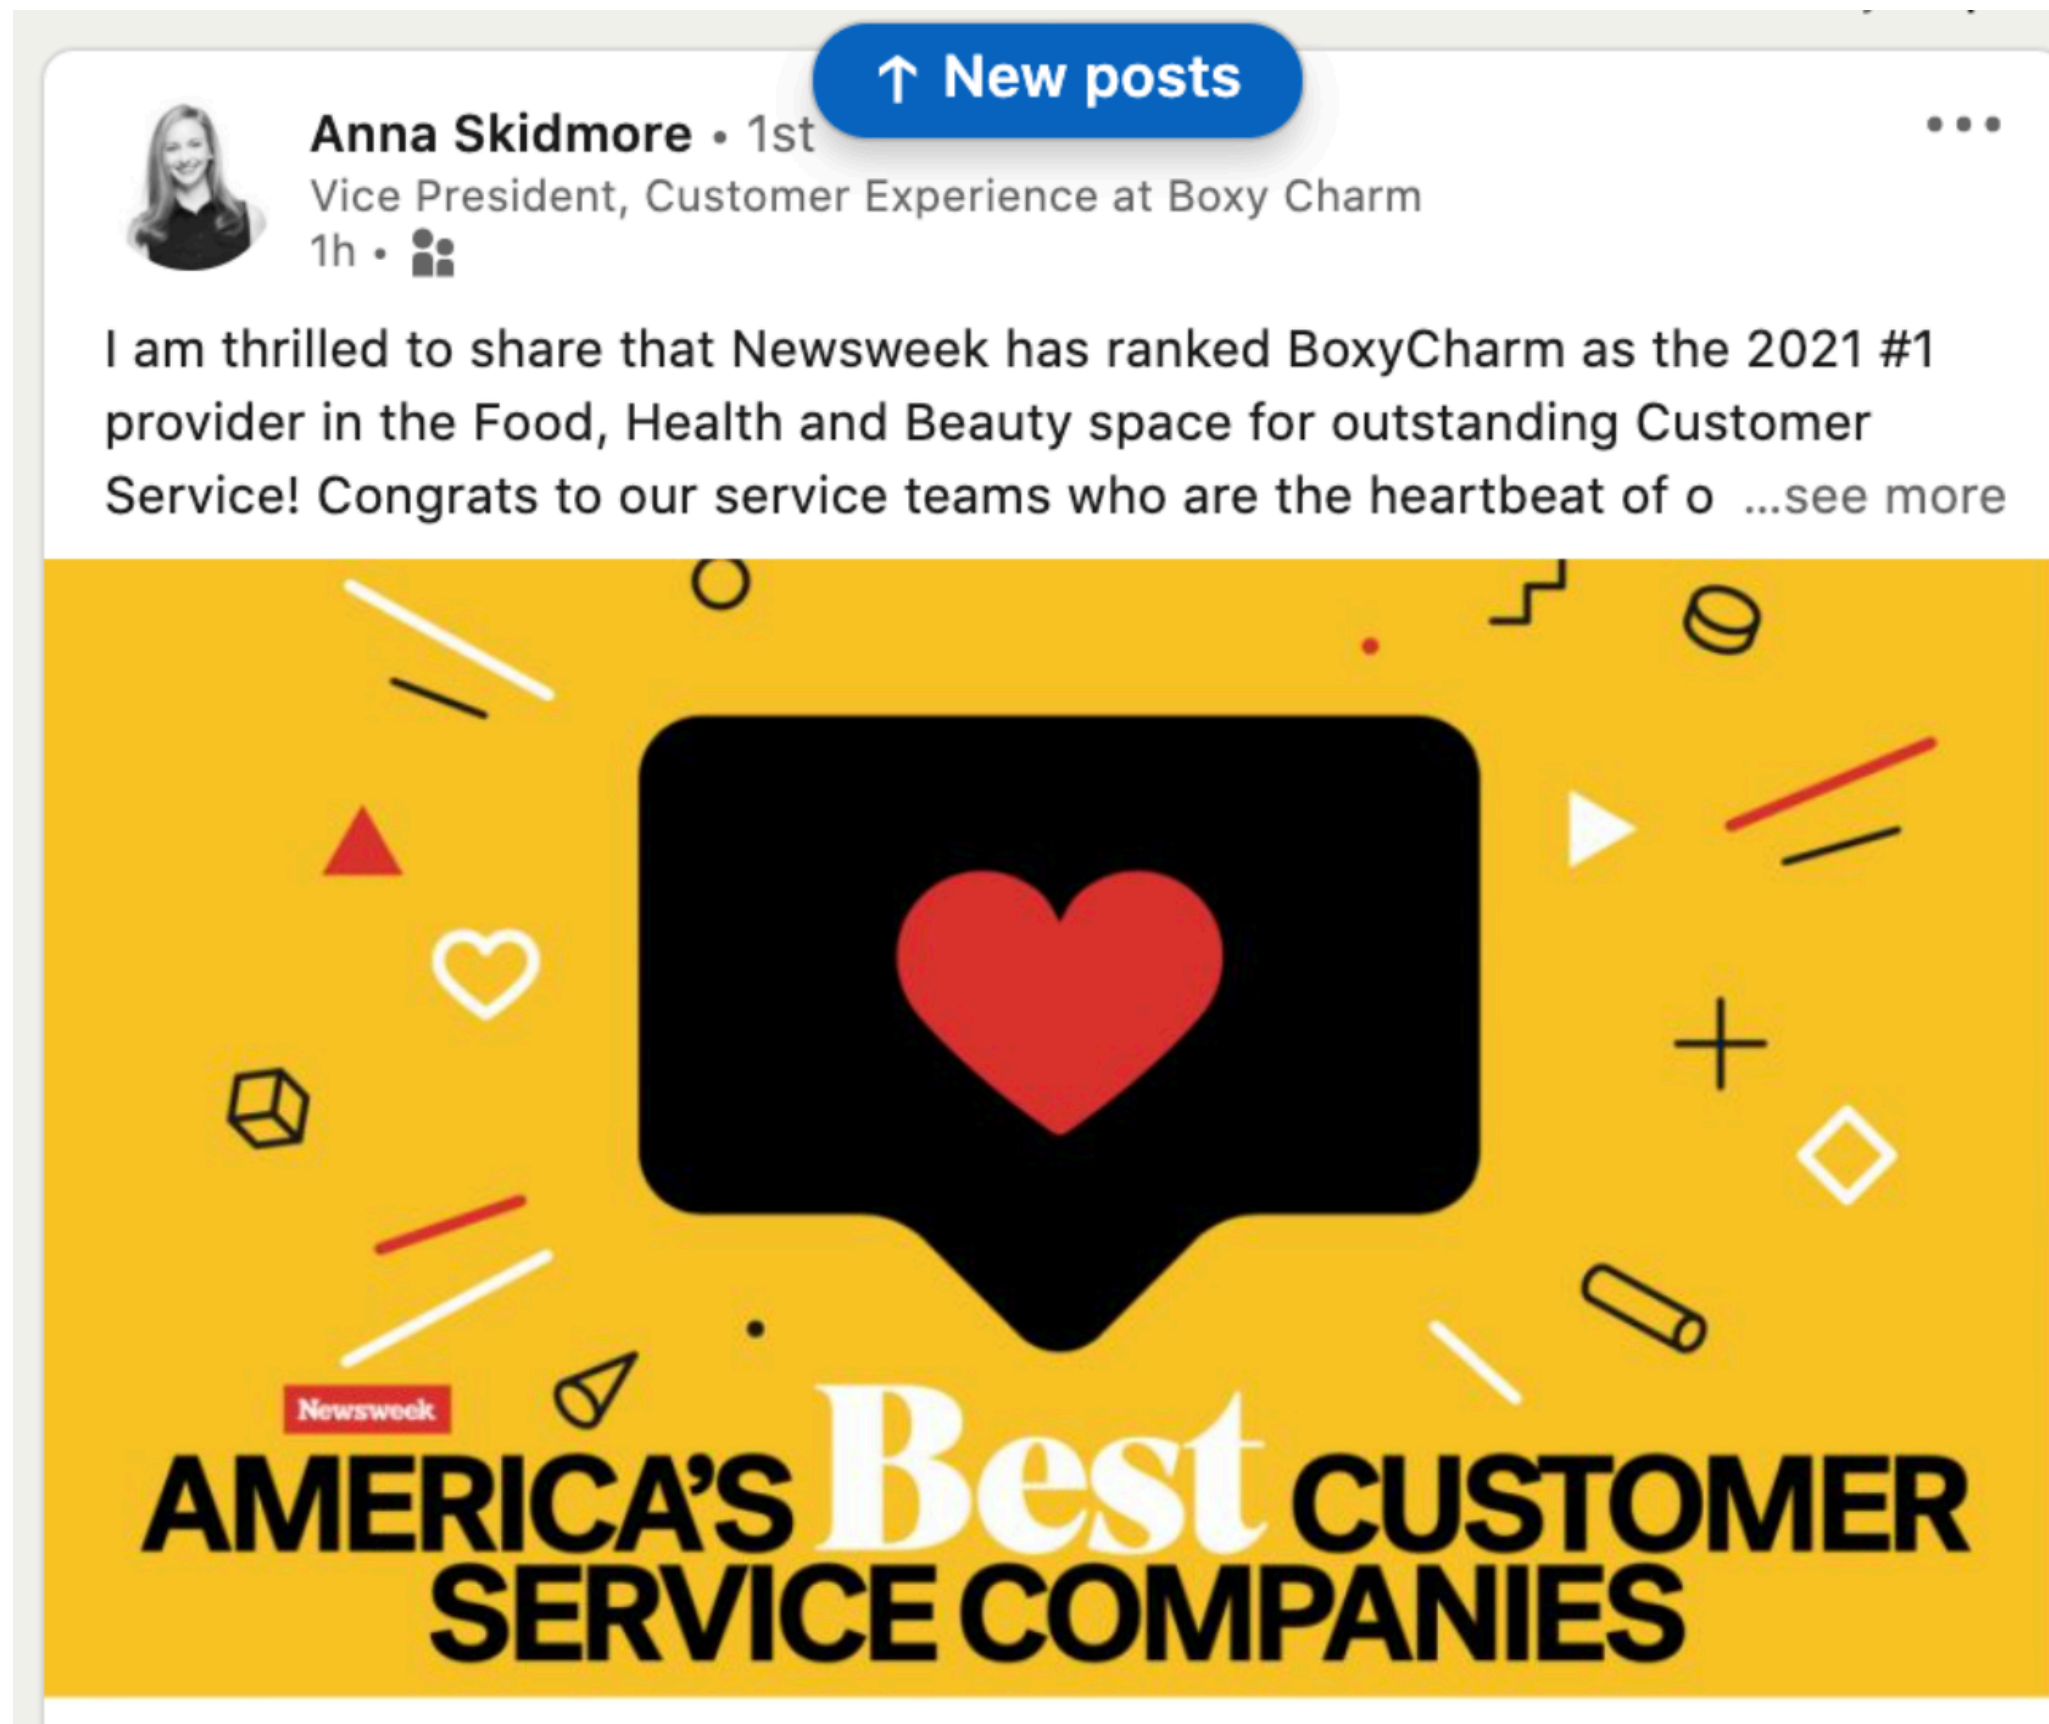 ↑ New posts
Anna Skidmore • 1st
Vice President, Customer Experience at Boxy Charm
1h •
I am thrilled to share that Newsweek has ranked BoxyCharm as the 2021 #1
provider in the Food, Health and Beauty space for outstanding Customer
Service! Congrats to our service teams who are the heartbeat of o ...see more
Newsweek
AMERICA'S Best CUSTOMER
SERVICE COMPANIES